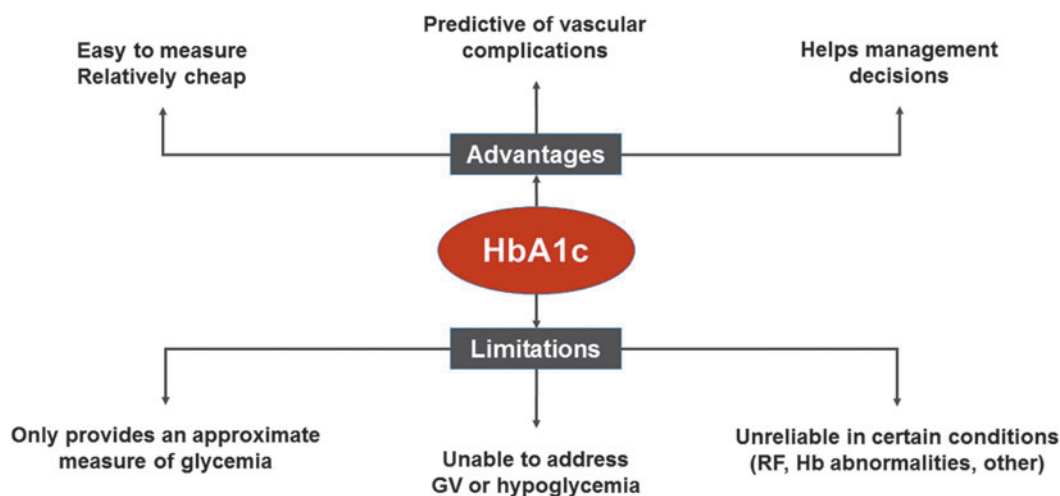 Easy to measure
Relatively cheap
Predictive of vascular
complications
Helps management
decisions
Advantages
HbA1c
Limitations
Only provides an approximate
measure of glycemia
Unable to address
GV or hypoglycemia
Unreliable in certain conditions
(RF, Hb abnormalities, other)